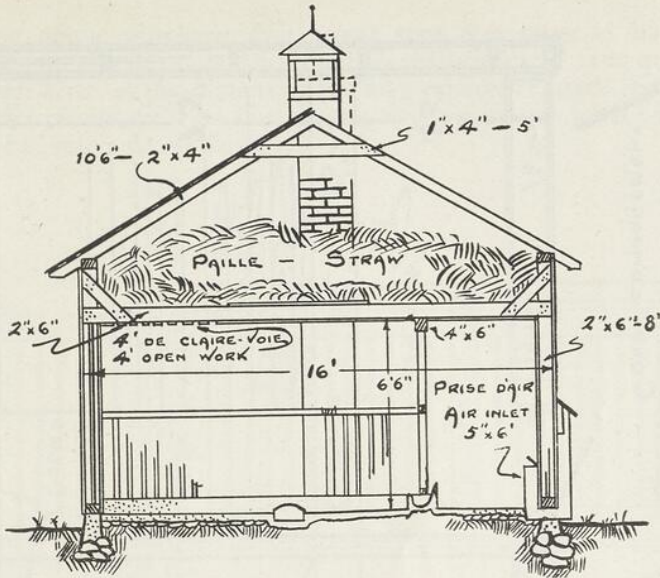 1"x4" — 5'
10'6" — 2"x4"
PAILLE — STRAW
2"x6"
4"x6"
2"x6"-8'
4' DE CLAIRE-VOIE
4' OPEN WORK
16'
6'6"
PRISE D'AIR
AIR INLET
5"x6'